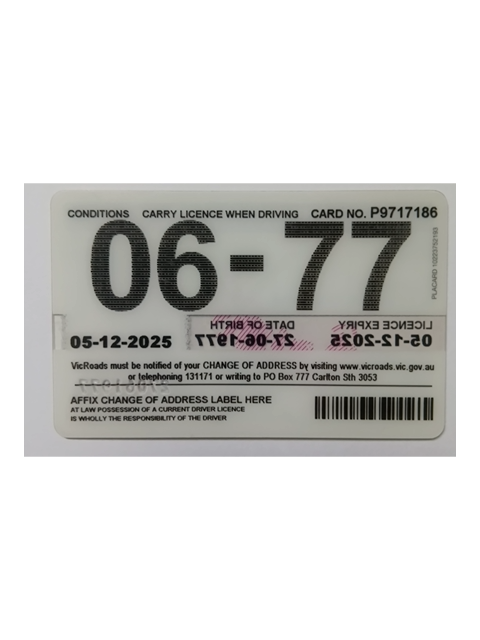 CONDITIONS CARRY LICENCE WHEN DRIVING CARD NO. P9717186
06-77
PLACARD 10223752193
LICENCE EXPIRY DATE OF BIRTH
05-12-2025 27-06-1977 05-12-2025
VicRoads must be notified of your CHANGE OF ADDRESS by visiting www.vicroads.vic.gov.au
or telephoning 131171 or writing to PO Box 777 Carlton Sth 3053
AFFIX CHANGE OF ADDRESS LABEL HERE
AT LAW POSSESSION OF A CURRENT DRIVER LICENCE
IS WHOLLY THE RESPONSIBILITY OF THE DRIVER